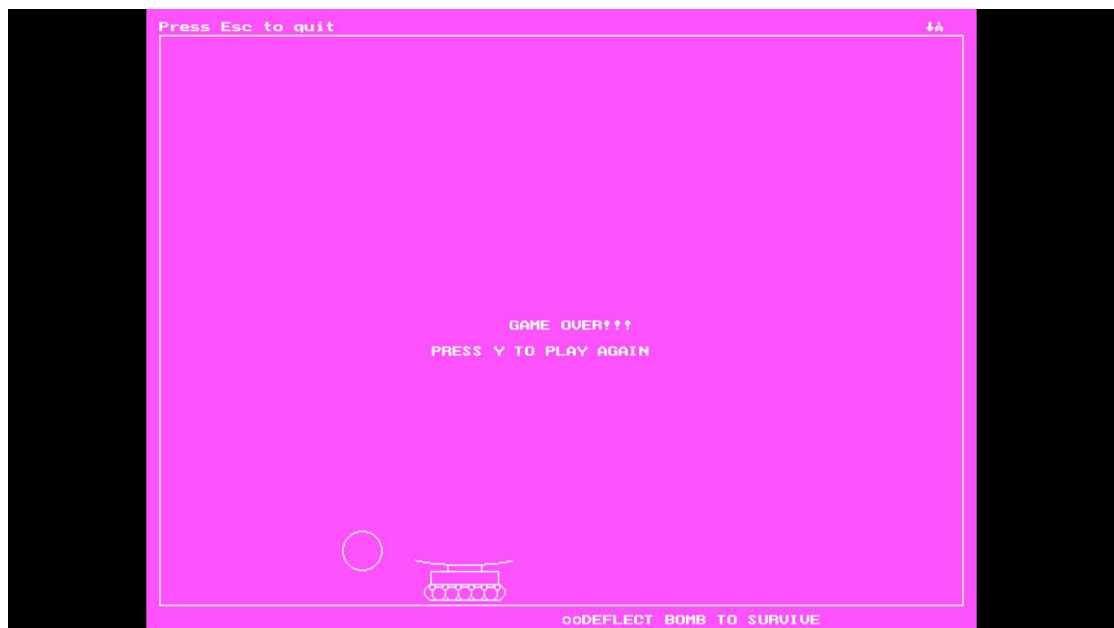 Press Esc to quit
GAME OVER!!!
PRESS Y TO PLAY AGAIN
DEFLECT BOMB TO SURVIVE